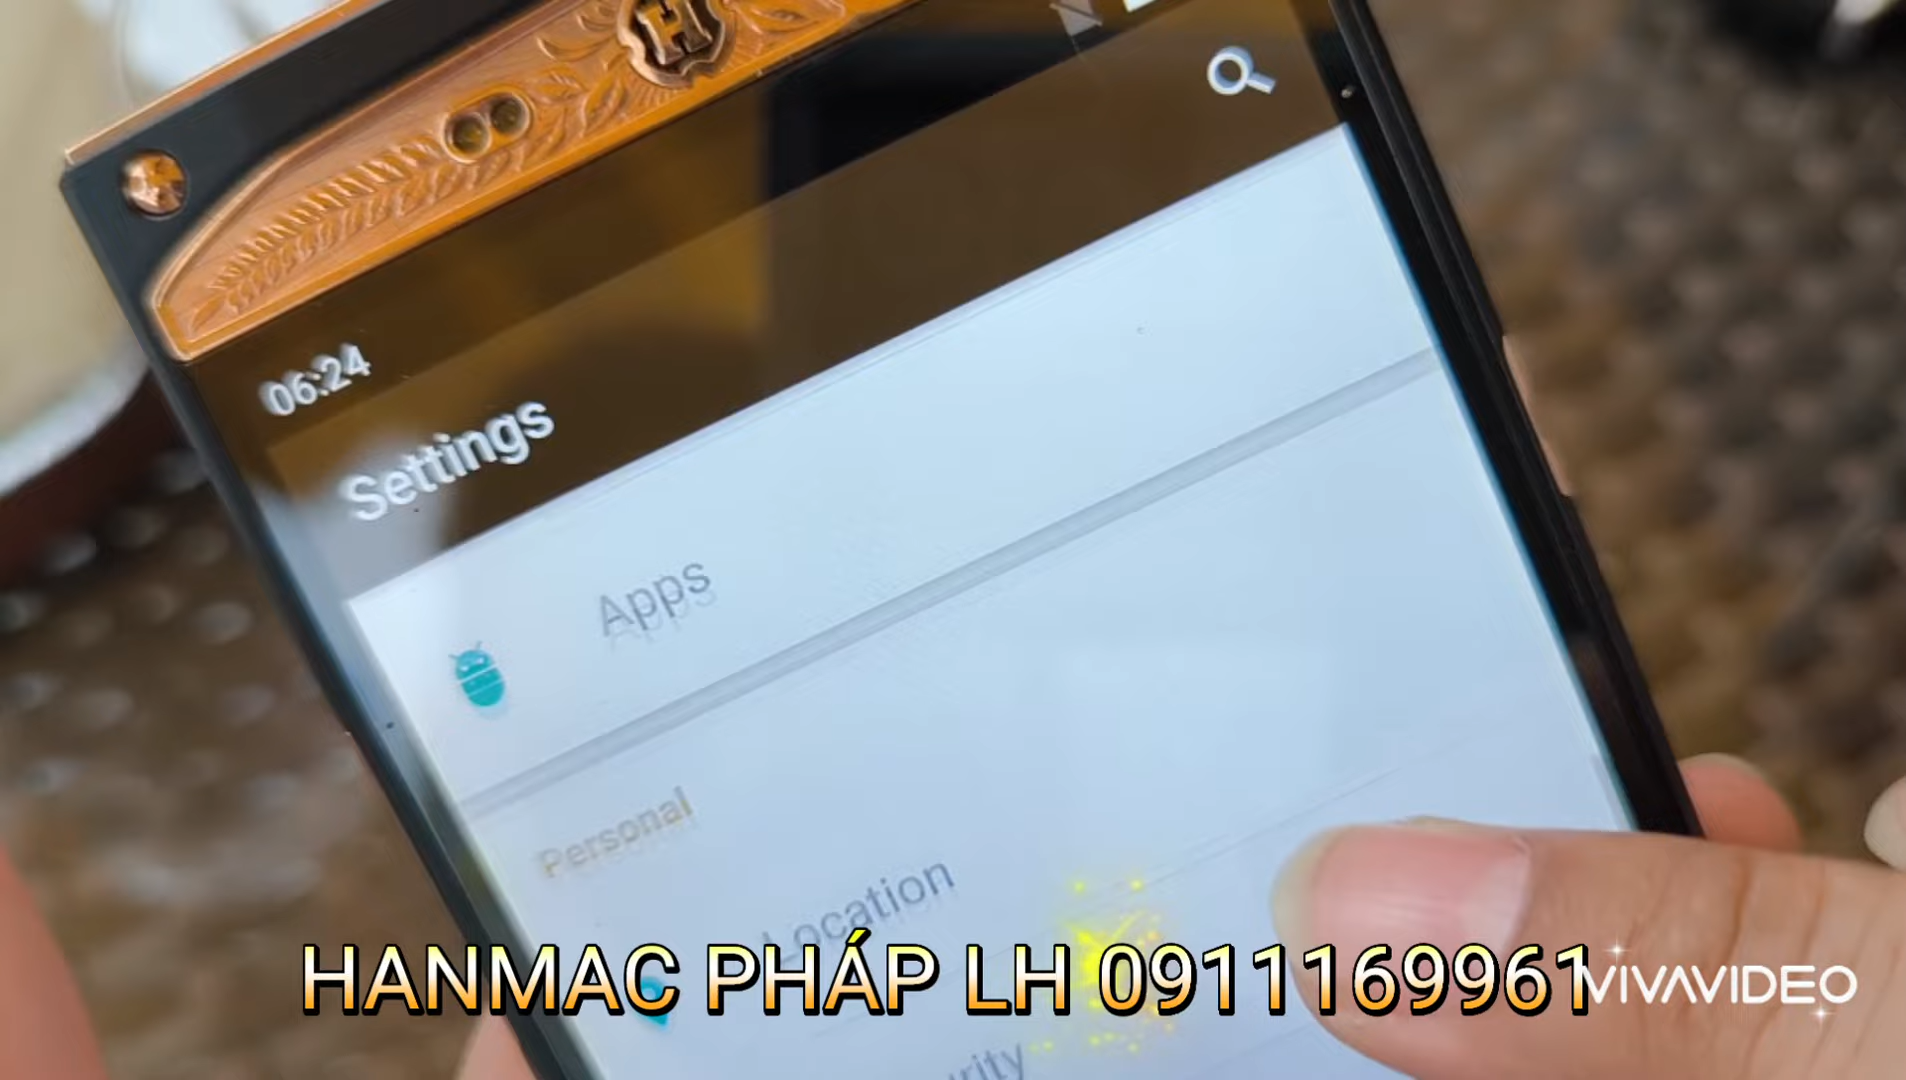 H
06:24
Settings
Apps
Personal
Location
HANMAC PHÁP LH 0911169961
VIVAVIDEO